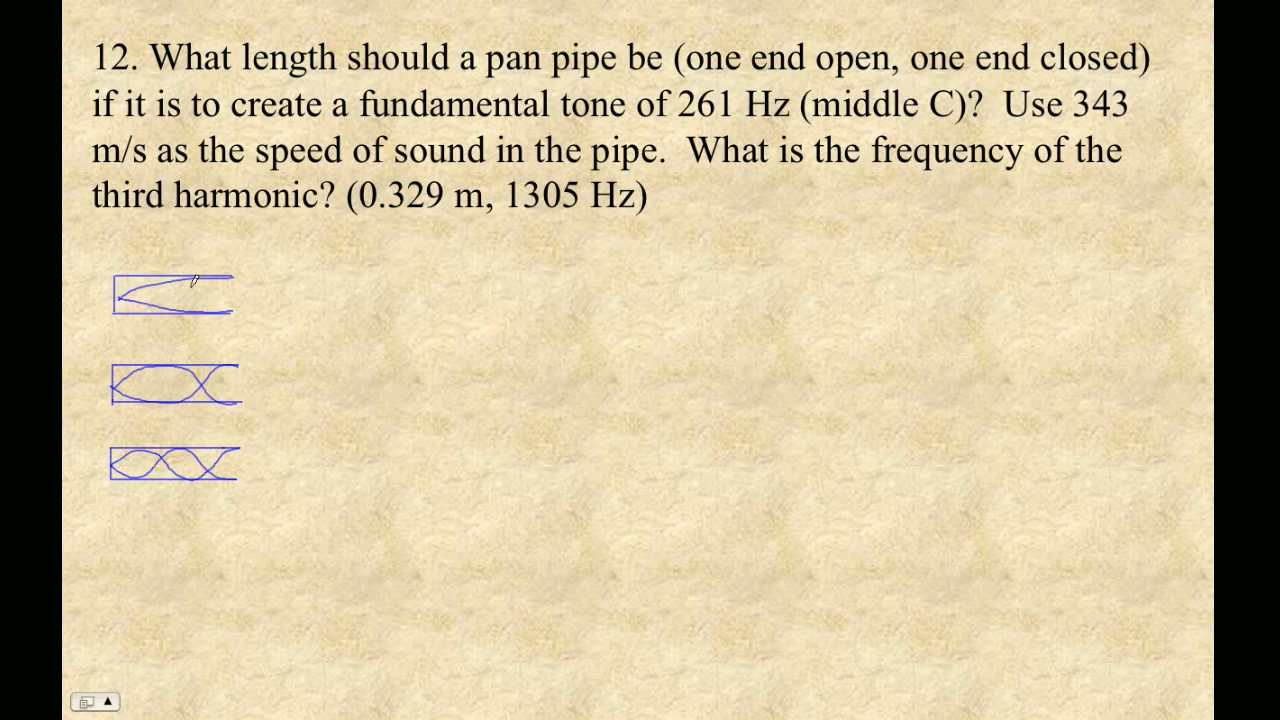 12. What length should a pan pipe be (one end open, one end closed)
if it is to create a fundamental tone of 261 Hz (middle C)? Use 343
m/s as the speed of sound in the pipe. What is the frequency of the
third harmonic? (0.329 m, 1305 Hz)